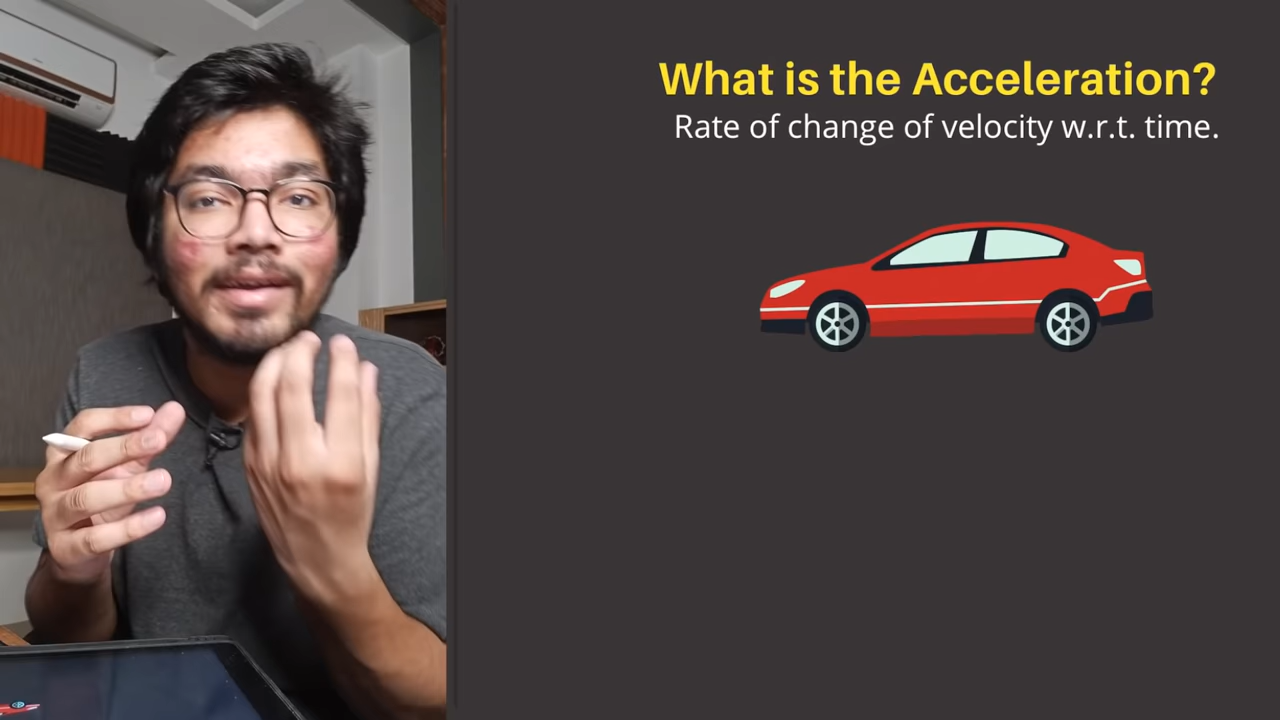 What is the Acceleration?
Rate of change of velocity w.r.t. time.